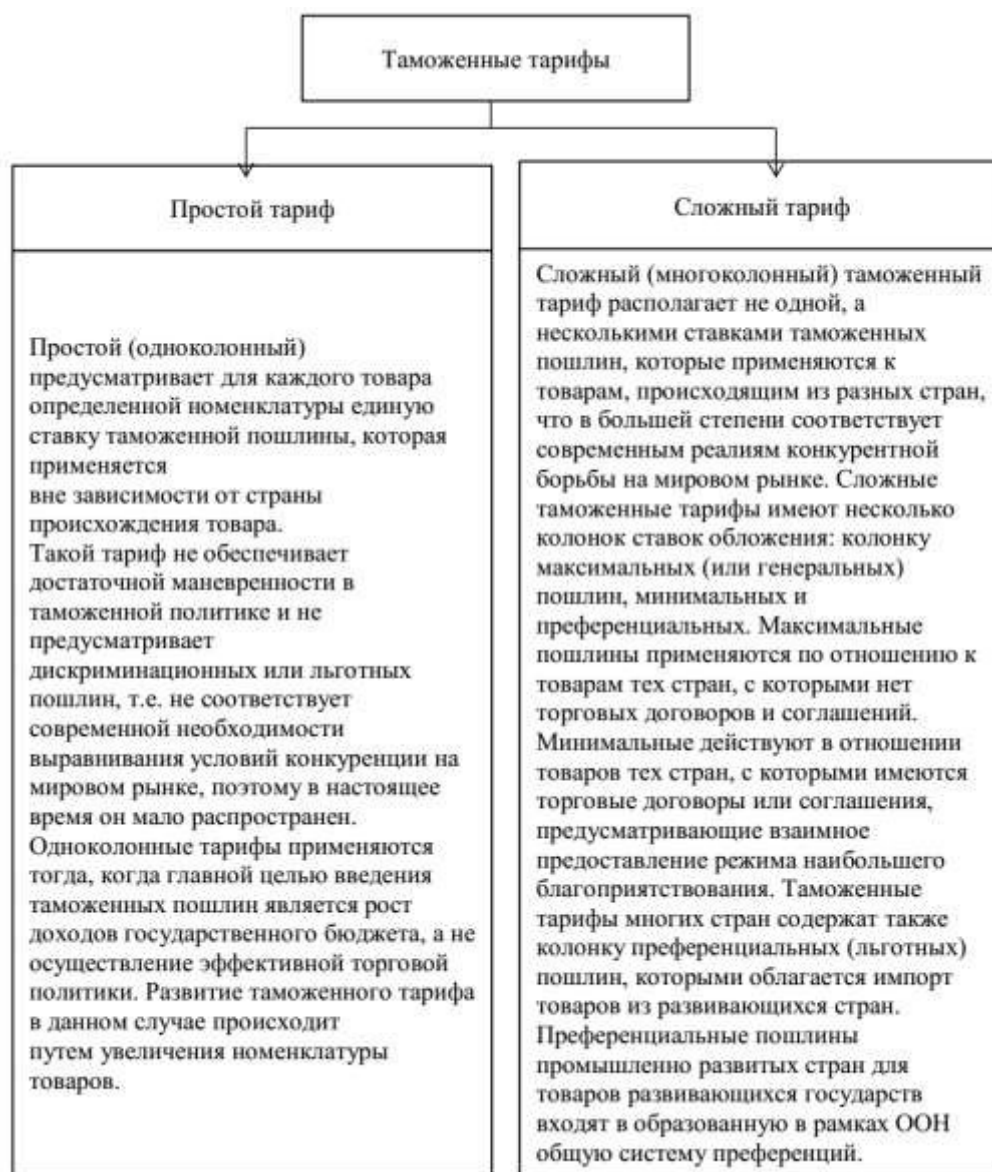 Таможенные тарифы
Простой тариф
Простой (одноколонный)
предусматривает для каждого товара
определенной номенклатуры единую
ставку таможенной пошлины, которая
применяется
вне зависимости от страны
происхождения товара.
Такой тариф не обеспечивает
достаточной маневренности в
таможенной политике и не
предусматривает
дискриминационных или льготных
пошлин, т.е. не соответствует
современной необходимости
выравнивания условий конкуренции на
мировом рынке, поэтому в настоящее
время он мало распространен.
Одноколонные тарифы применяются
тогда, когда главной целью введения
таможенных пошлин является рост
доходов государственного бюджета, а не
осуществление эффективной торговой
политики. Развитие таможенного тарифа
в данном случае происходит
путем увеличения номенклатуры
товаров.
Сложный тариф
Сложный (многоколонный) таможенный
тариф располагает не одной, а
несколькими ставками таможенных
пошлин, которые применяются к
товарам, происходящим из разных стран,
что в большей степени соответствует
современным реалиям конкурентной
борьбы на мировом рынке. Сложные
таможенные тарифы имеют несколько
колонок ставок обложения: колонку
максимальных (или генеральных)
пошлин, минимальных и
преференциальных. Максимальные
пошлины применяются по отношению к
товарам тех стран, с которыми нет
торговых договоров и соглашений.
Минимальные действуют в отношении
товаров тех стран, с которыми имеются
торговые договоры или соглашения,
предусматривающие взаимное
предоставление режима наибольшего
благоприятствования. Таможенные
тарифы многих стран содержат также
колонку преференциальных (льготных)
пошлин, которыми облагается импорт
товаров из развивающихся стран.
Преференциальные пошлины
промышленно развитых стран для
товаров развивающихся государств
входят в образованную в рамках ООН
общую систему преференций.